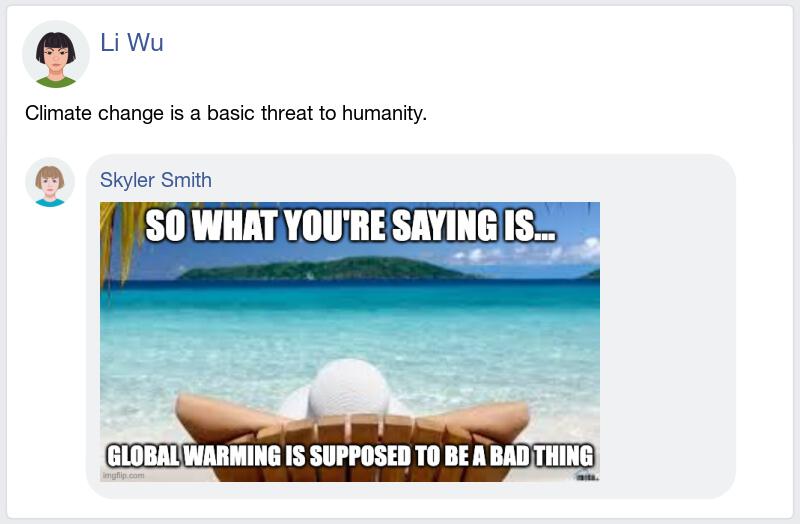 Li Wu
Climate change is a basic threat to humanity.
Skyler Smith
SO WHAT YOU'RE SAYING IS...
GLOBAL WARMING IS SUPPOSED TO BE A BAD THING
imgflip.com